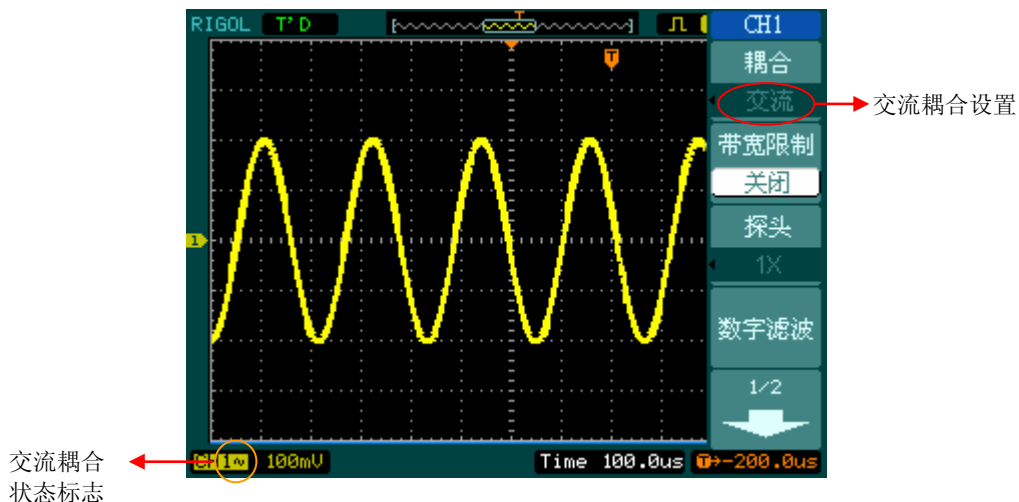 RIGOL T'D T CH1
耦合
交流
交流耦合设置
T
带宽限制
关闭
探头
1
1X
数字滤波
1/2
交流耦合
状态标志
CH1~ 100mV Time 100.0us T→-200.0us